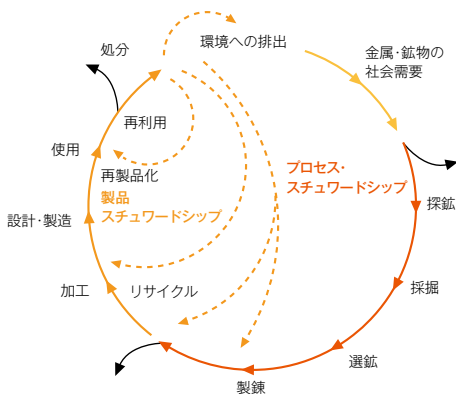 環境への排出
金属・鉱物の
社会需要
処分
再利用
使用
再製品化
製品
スチュワードシップ
プロセス・
スチュワードシップ
探鉱
設計・製造
採掘
加工
リサイクル
選鉱
製錬